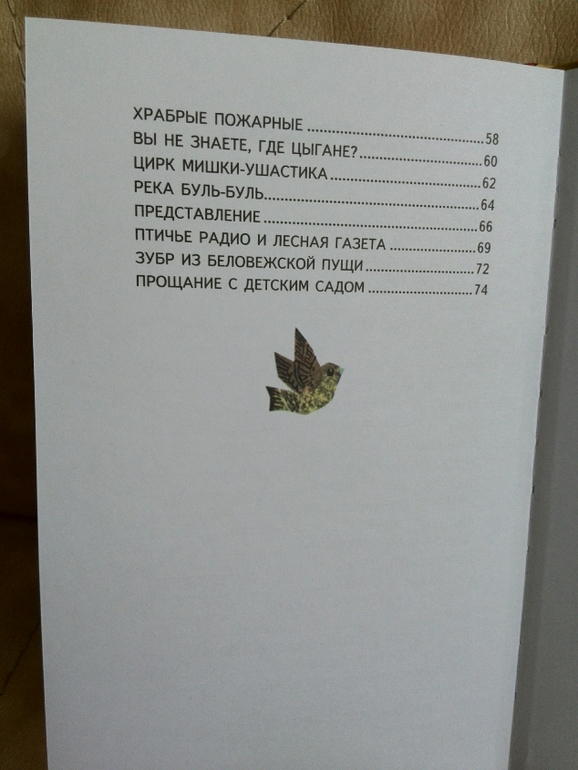 ХРАБРЫЕ ПОЖАРНЫЕ ........................................58
ВЫ НЕ ЗНАЕТЕ, ГДЕ ЦЫГАНЕ? ............................60
ЦИРК МИШКИ-УШАСТИКА ...................................62
РЕКА БУЛЬ-БУЛЬ..................................................64
ПРЕДСТАВЛЕНИЕ ..................................................66
ПТИЧЬЕ РАДИО И ЛЕСНАЯ ГАЗЕТА ....................69
ЗУБР ИЗ БЕЛОВЕЖСКОЙ ПУЩИ .........................72
ПРОЩАНИЕ С ДЕТСКИМ САДОМ ........................74